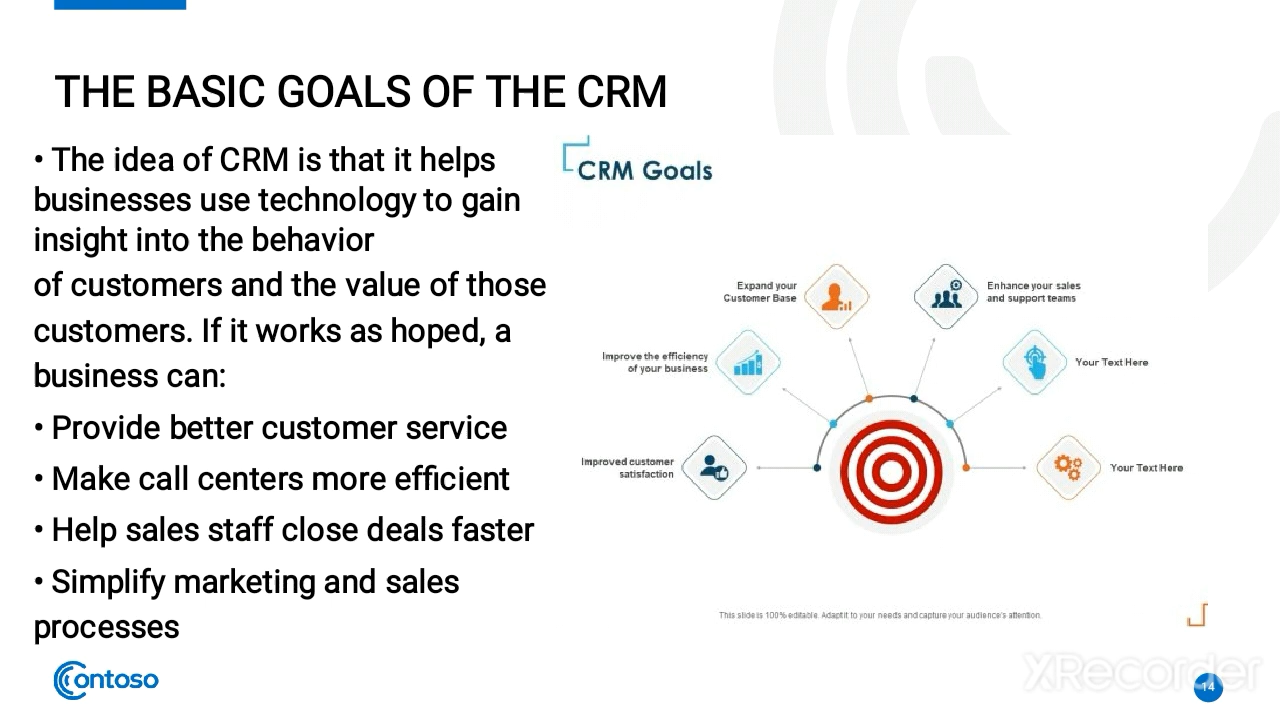 THE BASIC GOALS OF THE CRM
• The idea of CRM is that it helps
businesses use technology to gain
insight into the behavior
of customers and the value of those
customers. If it works as hoped, a
business can:
• Provide better customer service
• Make call centers more efficient
• Help sales staff close deals faster
• Simplify marketing and sales
processes
CRM Goals
Expand your
Customer Base
Enhance your sales
and support teams
Improve the efficiency
of your business
Your Text Here
Improved customer
satisfaction
Your Text Here
This slide is 100% editable. Adapt it to your needs and capture your audience's attention.
ontoso
XRecorder
14